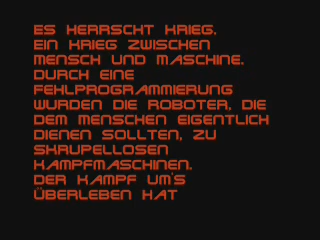 ES HERRSCHT KRIEG.
EIN KRIEG ZWISCHEN
MENSCH UND MASCHINE.
DURCH EINE
FEHLPROGRAMMIERUNG
WURDEN DIE ROBOTER, DIE
DEM MENSCHEN EIGENTLICH
DIENEN SOLLTEN, ZU
SKRUPELLOSEN
KAMPFMASCHINEN.
DER KAMPF UM'S
ÜBERLEBEN HAT